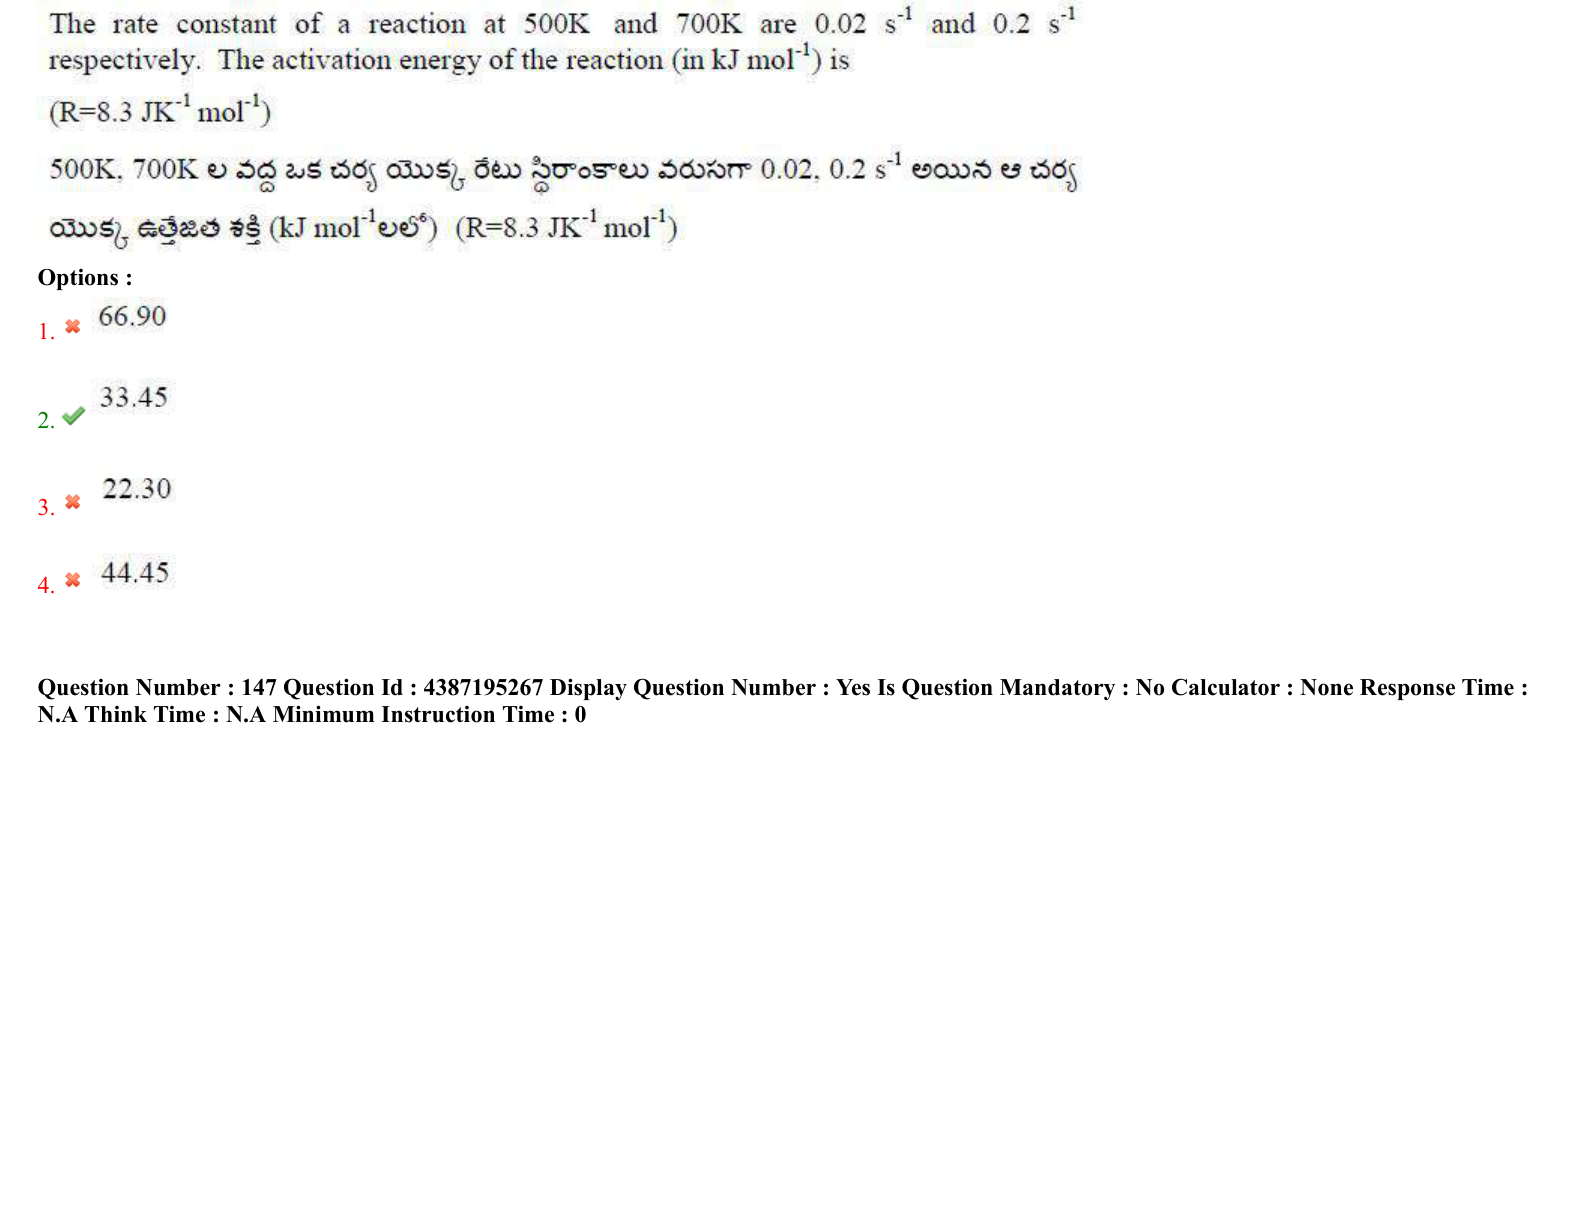 The rate constant of a reaction at 500K and 700K are 0.02 s⁻¹ and 0.2 s⁻¹
respectively. The activation energy of the reaction (in kJ mol⁻¹) is
(R=8.3 JK⁻¹ mol⁻¹)
500K, 700K ల వద్ద ఒక చర్య యొక్క రేటు స్థిరాంకాలు వరుసగా 0.02, 0.2 s⁻¹ అయిన ఆ చర్య
యొక్క ఉత్తేజిత శక్తి (kJ mol⁻¹లలో) (R=8.3 JK⁻¹ mol⁻¹)
Options :
1. 66.90
2. 33.45
3. 22.30
4. 44.45
Question Number : 147 Question Id : 4387195267 Display Question Number : Yes Is Question Mandatory : No Calculator : None Response Time :
N.A Think Time : N.A Minimum Instruction Time : 0